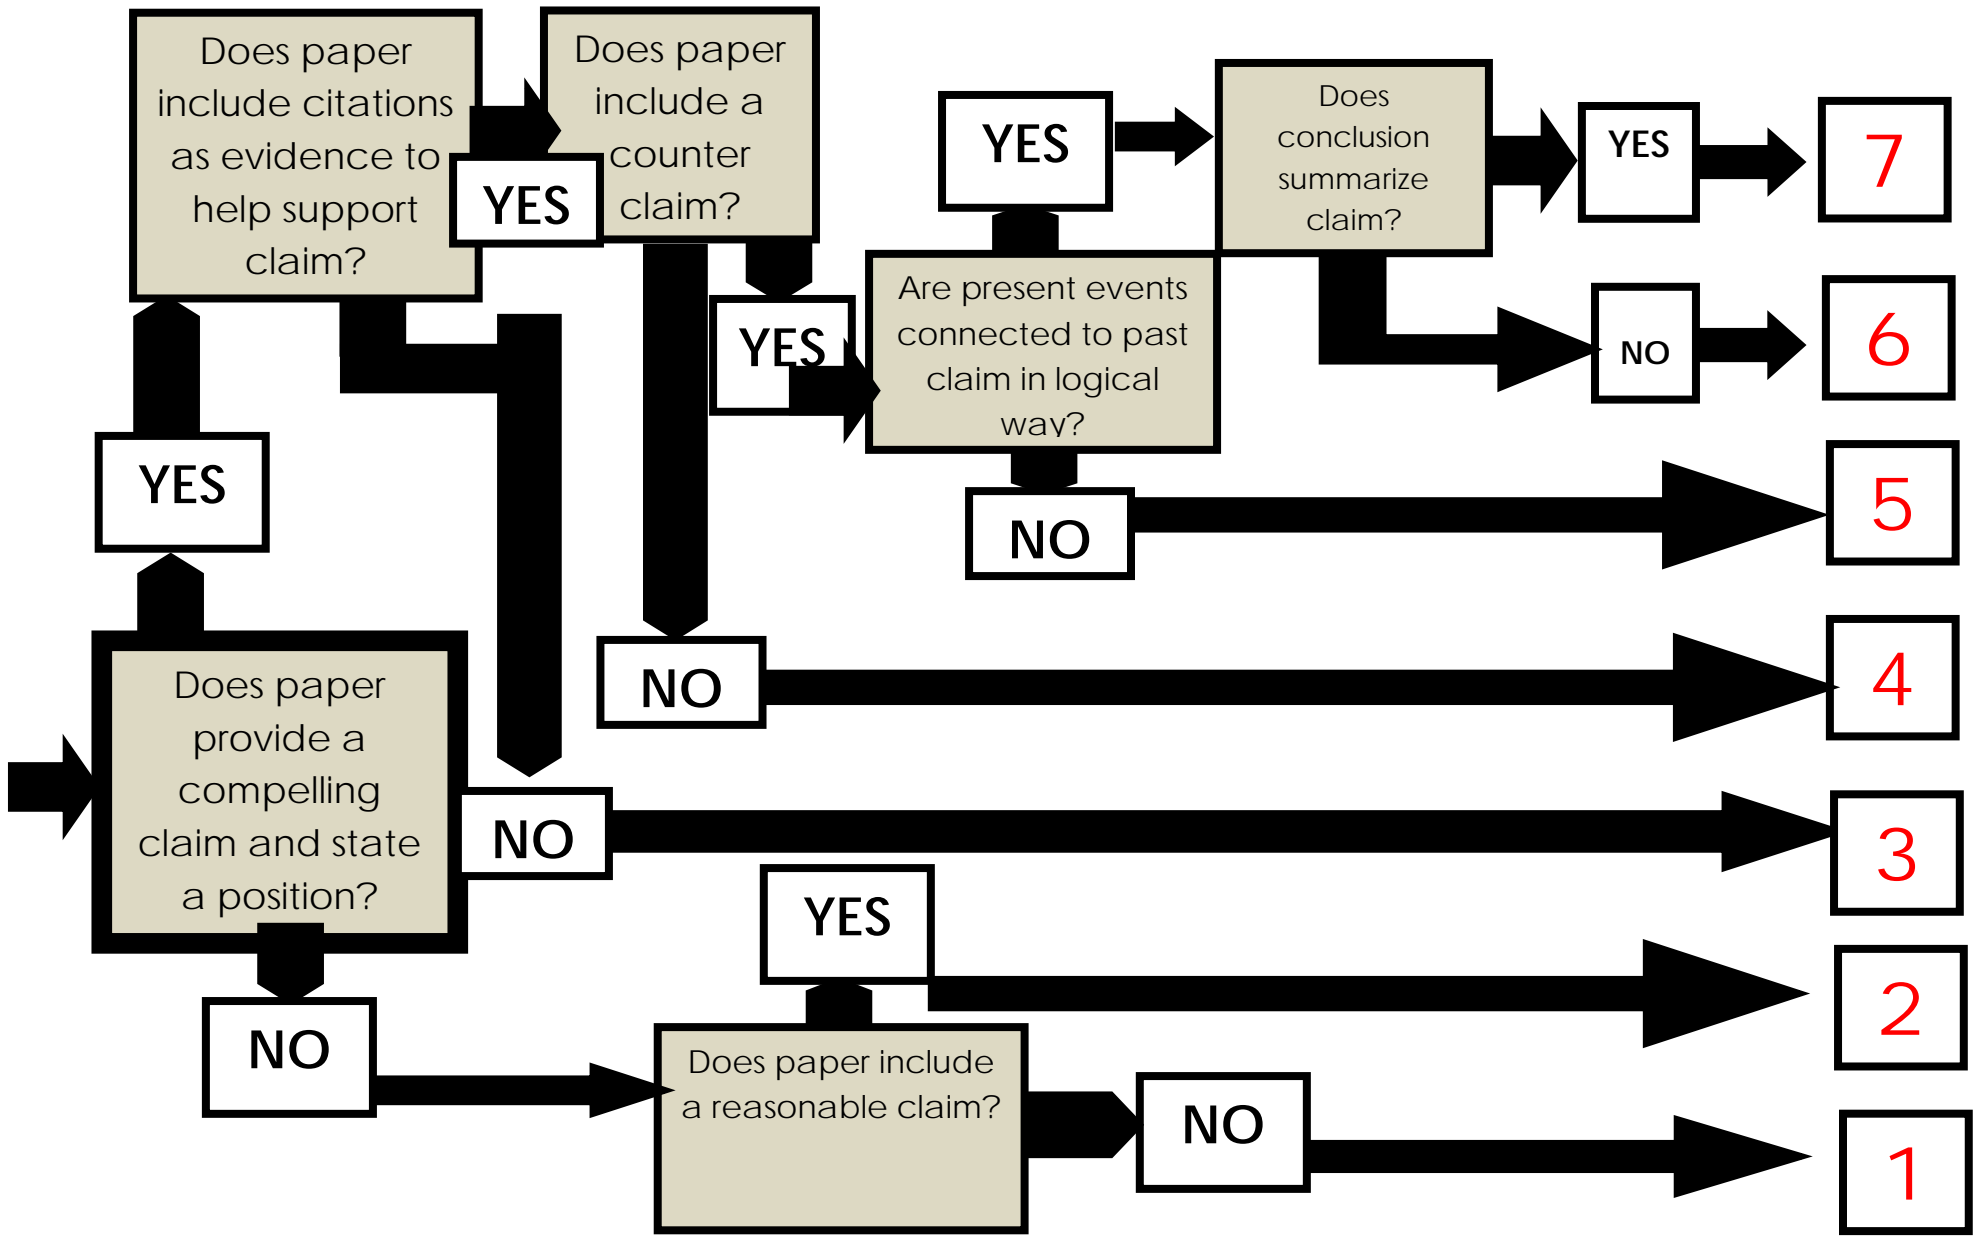 Does paper
include citations
as evidence to
help support
claim?
YES
Does paper
include a
counter
claim?
YES
YES
Does
conclusion
summarize
claim?
YES
7
Are present events
connected to past
claim in logical
way?
NO
6
YES
NO
5
Does paper
provide a
compelling
claim and state
a position?
NO
4
NO
3
YES
2
NO
Does paper include
a reasonable claim?
NO
1